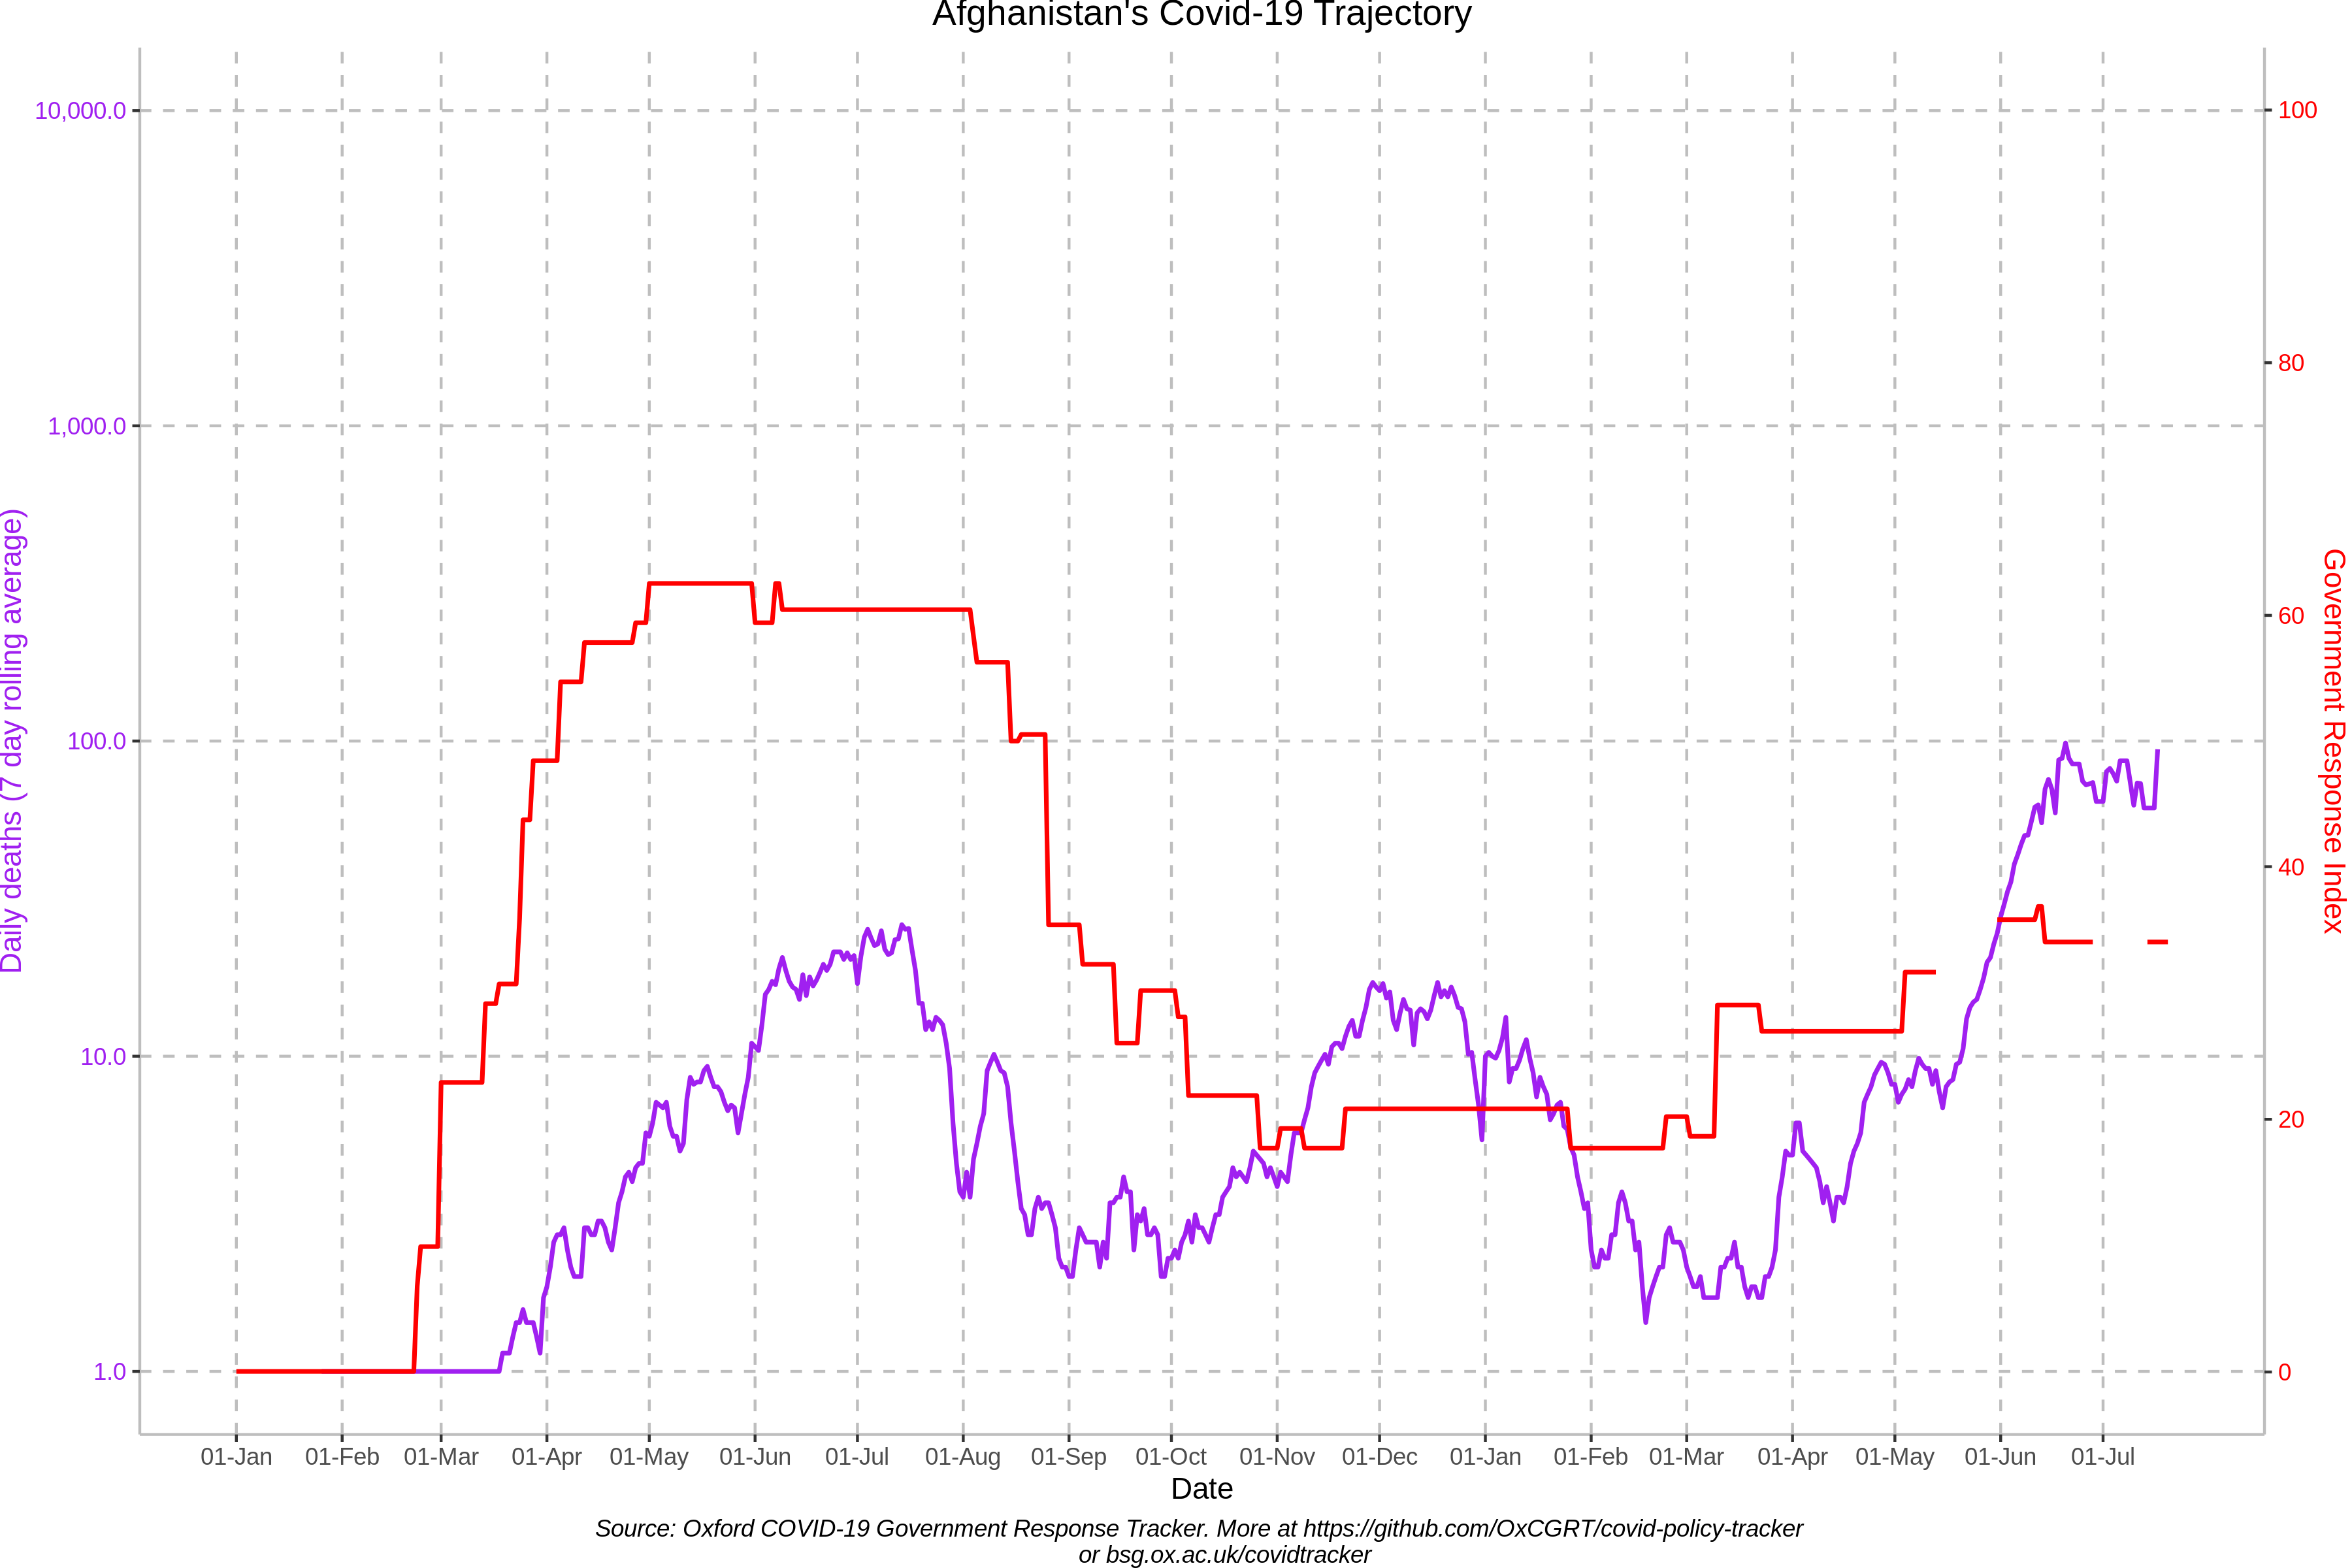 Afghanistan's Covid-19 Trajectory
10,000.0
1,000.0
100.0
10.0
1.0
Daily deaths (7 day rolling average)
100
80
60
40
20
0
Government Response Index
01-Jan 01-Feb 01-Mar 01-Apr 01-May 01-Jun 01-Jul 01-Aug 01-Sep 01-Oct 01-Nov 01-Dec 01-Jan 01-Feb 01-Mar 01-Apr 01-May 01-Jun 01-Jul
Date
Source: Oxford COVID-19 Government Response Tracker. More at https://github.com/OxCGRT/covid-policy-tracker
or bsg.ox.ac.uk/covidtracker